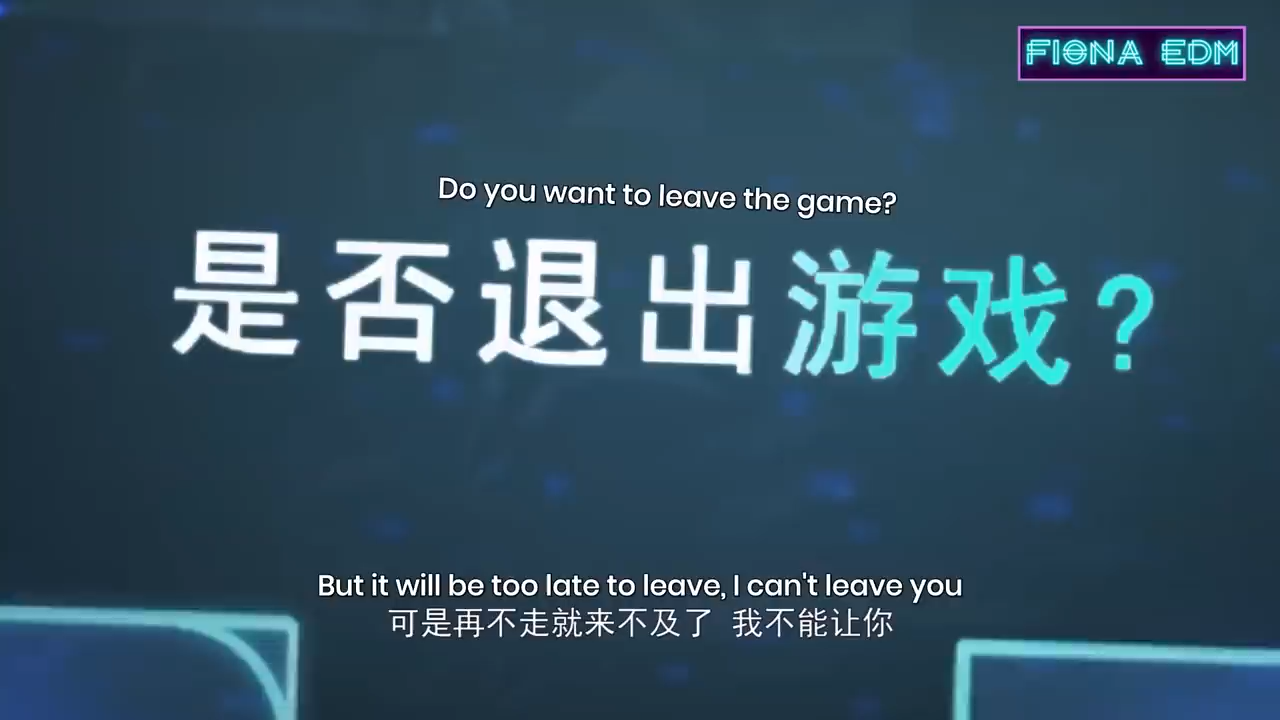 FIONA EDM
Do you want to leave the game?
是否退出游戏?
But it will be too late to leave, I can't leave you
可是再不走就来不及了 我不能让你